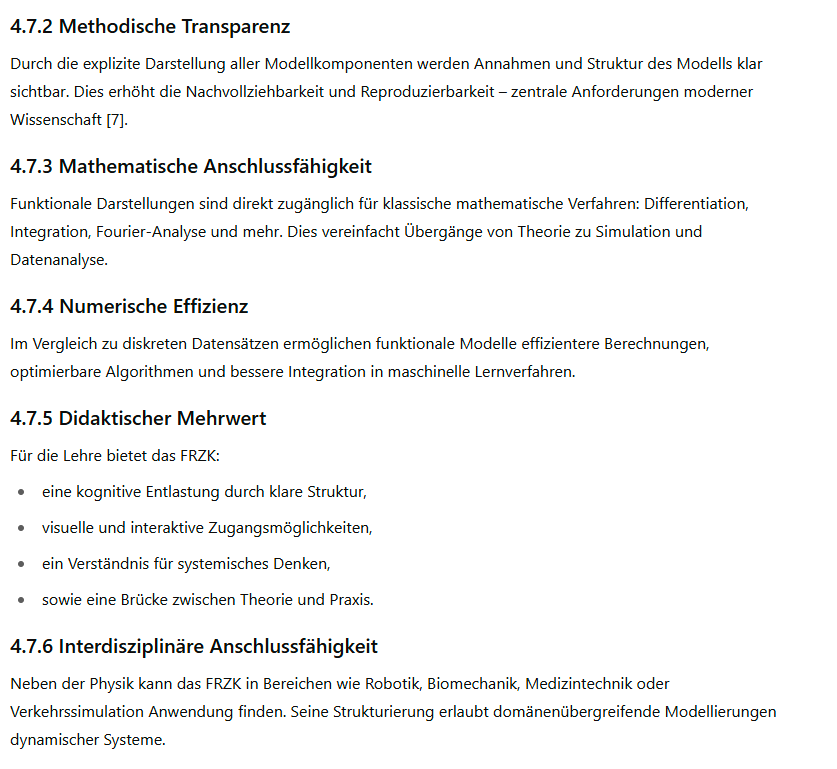 4.7.2 Methodische Transparenz
Durch die explizite Darstellung aller Modellkomponenten werden Annahmen und Struktur des Modells klar
sichtbar. Dies erhöht die Nachvollziehbarkeit und Reproduzierbarkeit – zentrale Anforderungen moderner
Wissenschaft [7].
4.7.3 Mathematische Anschlussfähigkeit
Funktionale Darstellungen sind direkt zugänglich für klassische mathematische Verfahren: Differentiation,
Integration, Fourier-Analyse und mehr. Dies vereinfacht Übergänge von Theorie zu Simulation und
Datenanalyse.
4.7.4 Numerische Effizienz
Im Vergleich zu diskreten Datensätzen ermöglichen funktionale Modelle effizientere Berechnungen,
optimierbare Algorithmen und bessere Integration in maschinelle Lernverfahren.
4.7.5 Didaktischer Mehrwert
Für die Lehre bietet das FRZK:
• eine kognitive Entlastung durch klare Struktur,
• visuelle und interaktive Zugangsmöglichkeiten,
• ein Verständnis für systemisches Denken,
• sowie eine Brücke zwischen Theorie und Praxis.
4.7.6 Interdisziplinäre Anschlussfähigkeit
Neben der Physik kann das FRZK in Bereichen wie Robotik, Biomechanik, Medizintechnik oder
Verkehrssimulation Anwendung finden. Seine Strukturierung erlaubt domänenübergreifende Modellierungen
dynamischer Systeme.